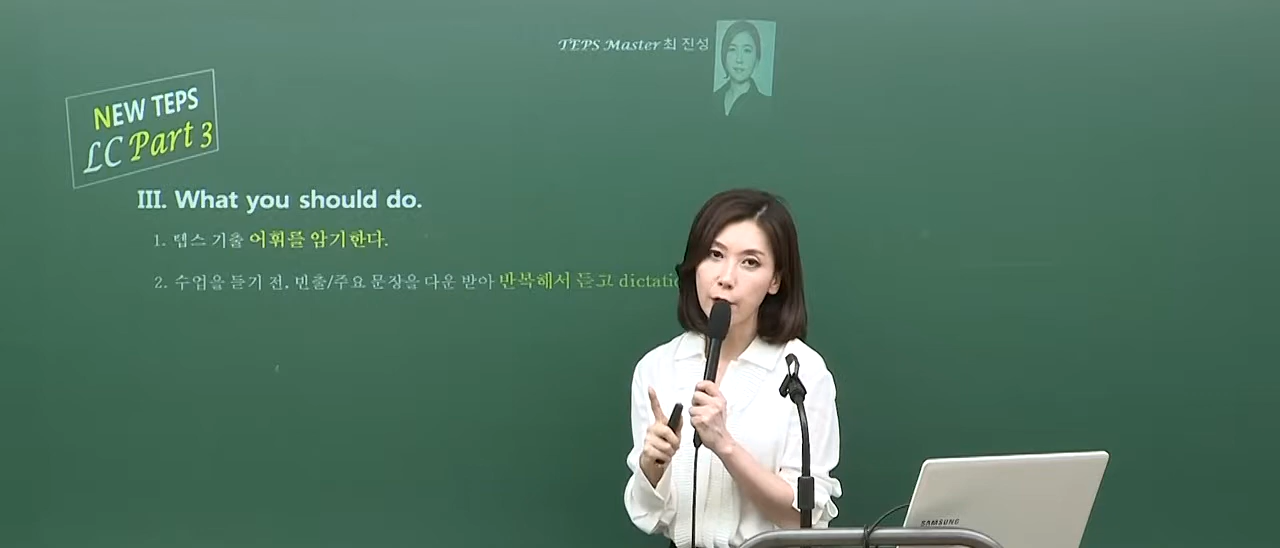 TEPS Master 최 진성
NEW TEPS
LC Part 3
III. What you should do.
1. 텝스 기출 어휘를 암기한다.
2. 수업을 듣기 전, 빈출/주요 문장을 다운 받아 반복해서 듣고
SAMSUNG